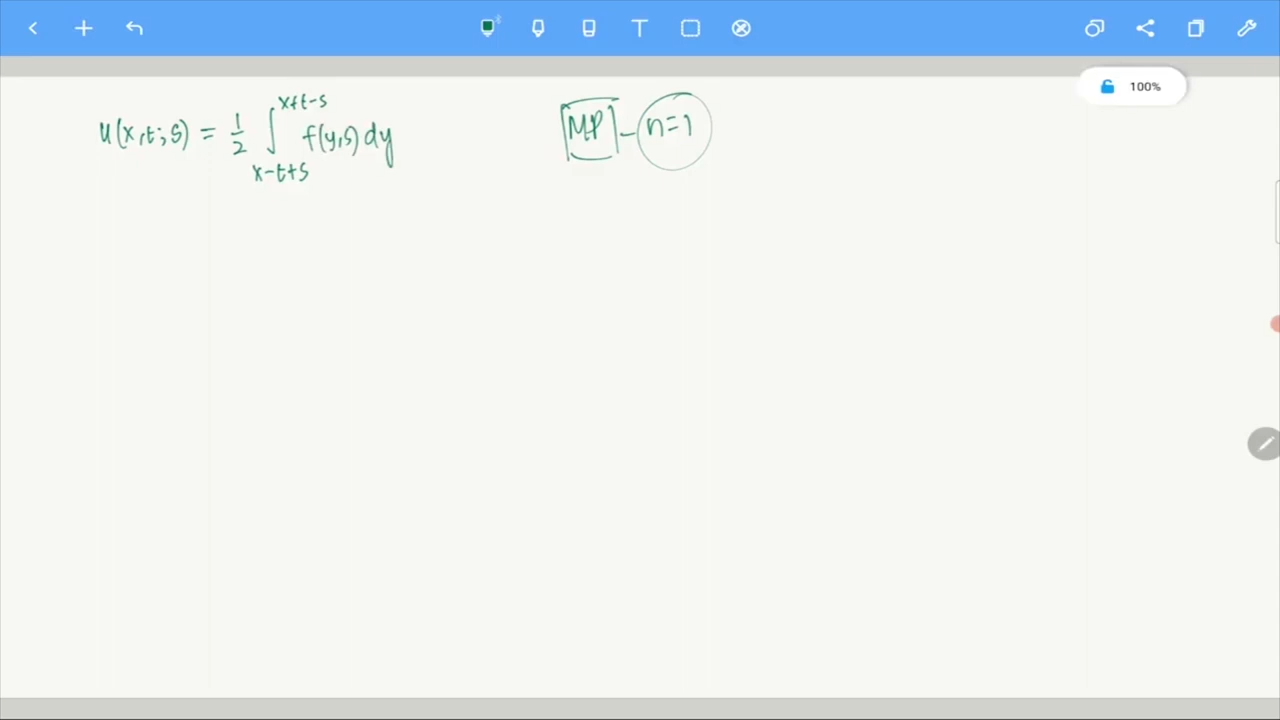 100%
u(x,t;s) = 1/2 ∫_{x-t+s}^{x+t-s} f(y,s) dy
MP - n=1